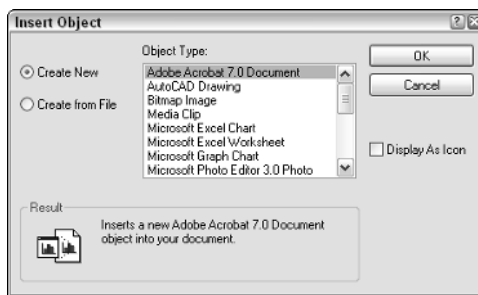 Insert Object
Object Type:
Create New
Create from File
Adobe Acrobat 7.0 Document
AutoCAD Drawing
Bitmap Image
Media Clip
Microsoft Excel Chart
Microsoft Excel Worksheet
Microsoft Graph Chart
Microsoft Photo Editor 3.0 Photo
OK
Cancel
Display As Icon
Result
Inserts a new Adobe Acrobat 7.0 Document
object into your document.